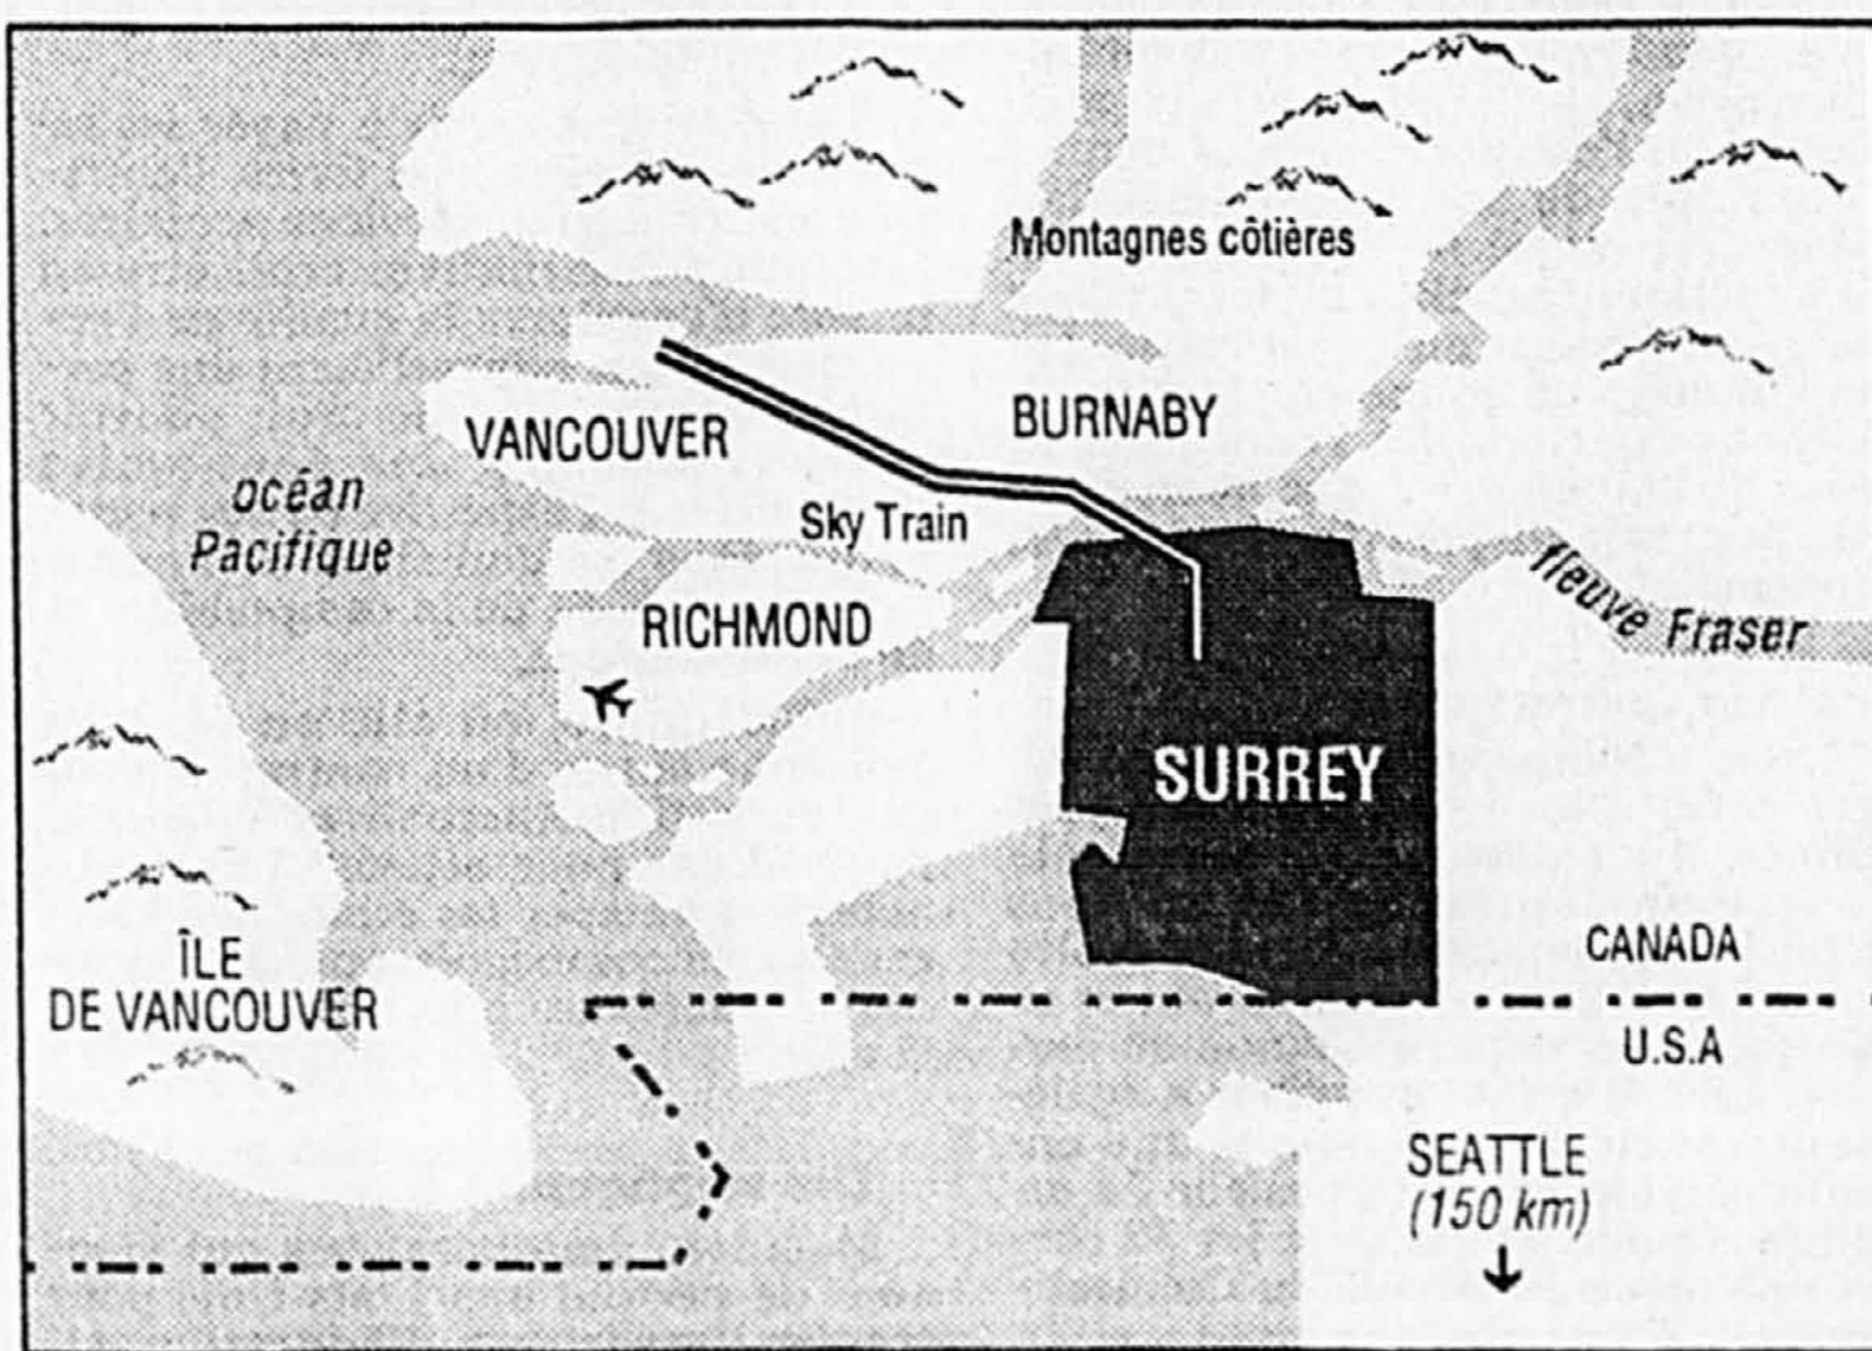 Montagnes côtières
VANCOUVER
BURNABY
océan
Pacifique
Sky Train
fleuve Fraser
RICHMOND
SURREY
ÎLE
DE VANCOUVER
CANADA
U.S.A
SEATTLE
(150 km)